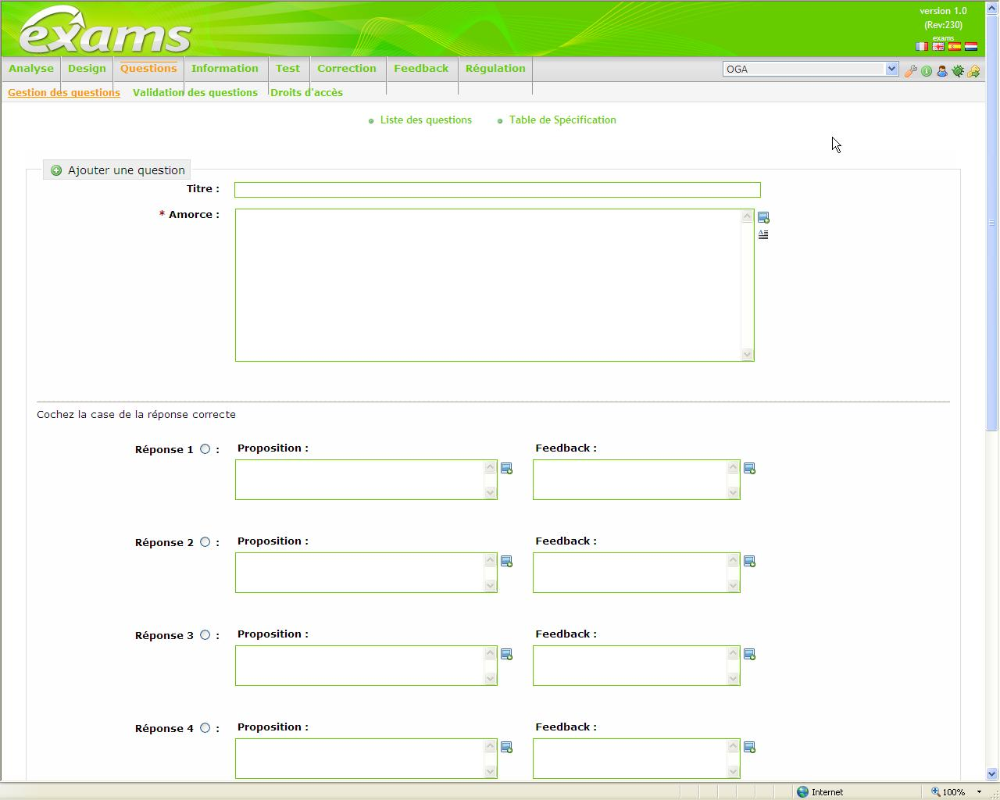 exams
version 1.0
(Rev:230)
exams
Analyse Design Questions Information Test Correction Feedback Régulation
OGA
Gestion des questions Validation des questions Droits d'accès
Liste des questions Table de Spécification
Ajouter une question
Titre :
* Amorce :
Cochez la case de la réponse correcte
Réponse 1 : Proposition : Feedback :
Réponse 2 : Proposition : Feedback :
Réponse 3 : Proposition : Feedback :
Réponse 4 : Proposition : Feedback :
Internet 100%